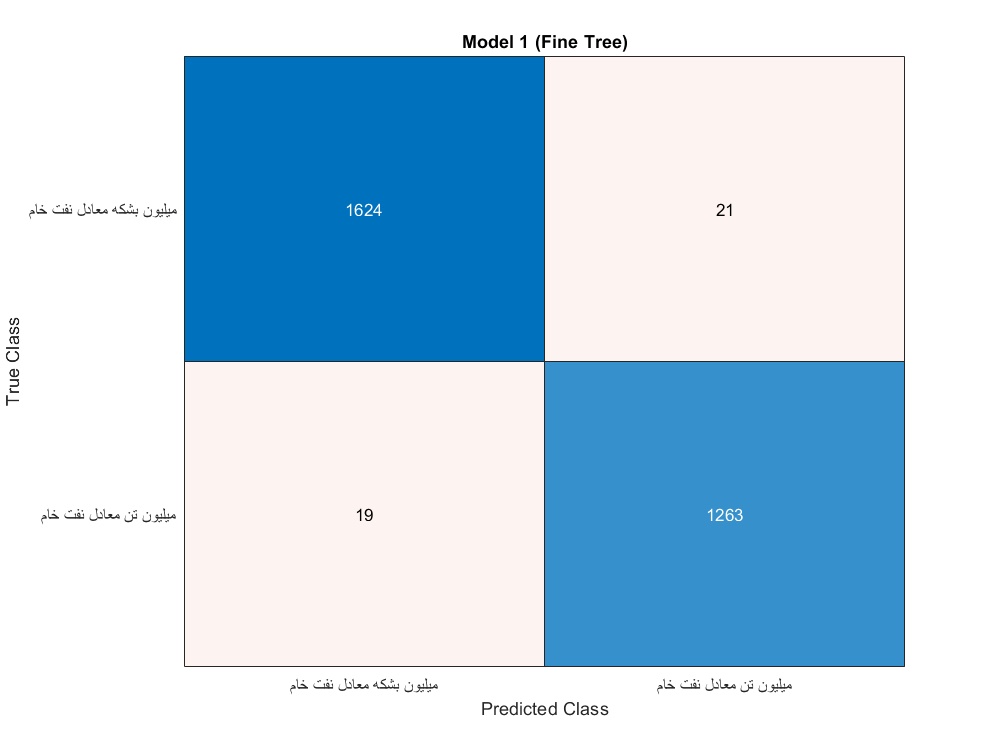 Model 1 (Fine Tree)
True Class
میلیون بشکه معادل نفت خام
1624
21
میلیون تن معادل نفت خام
19
1263
میلیون بشکه معادل نفت خام
میلیون تن معادل نفت خام
Predicted Class